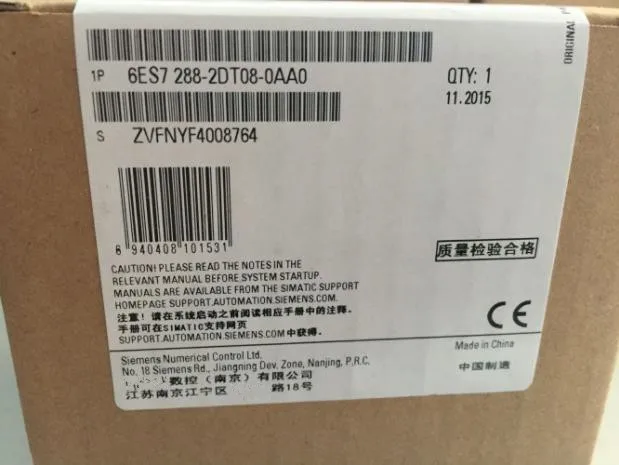 ORIGINAL
1P 6ES7 288-2DT08-0AA0 QTY: 1
11.2015
S ZVFNYF4008764
6 940408 101531
质量检验合格
CAUTION! PLEASE READ THE NOTES IN THE
RELEVANT MANUAL BEFORE SYSTEM STARTUP.
MANUALS ARE AVAILABLE FROM THE SIMATIC SUPPORT
HOMEPAGE SUPPORT.AUTOMATION.SIEMENS.COM.
注意！请在系统启动之前阅读相应手册中的注释。
手册可在SIMATIC支持网页
SUPPORT.AUTOMATION.SIEMENS.COM中获得。
CE
Siemens Numerical Control Ltd.
No. 18 Siemens Rd., Jiangning Dev. Zone, Nanjing, P.R.C.
数控（南京）有限公司
江苏南京江宁区 路18号
Made in China
中国制造